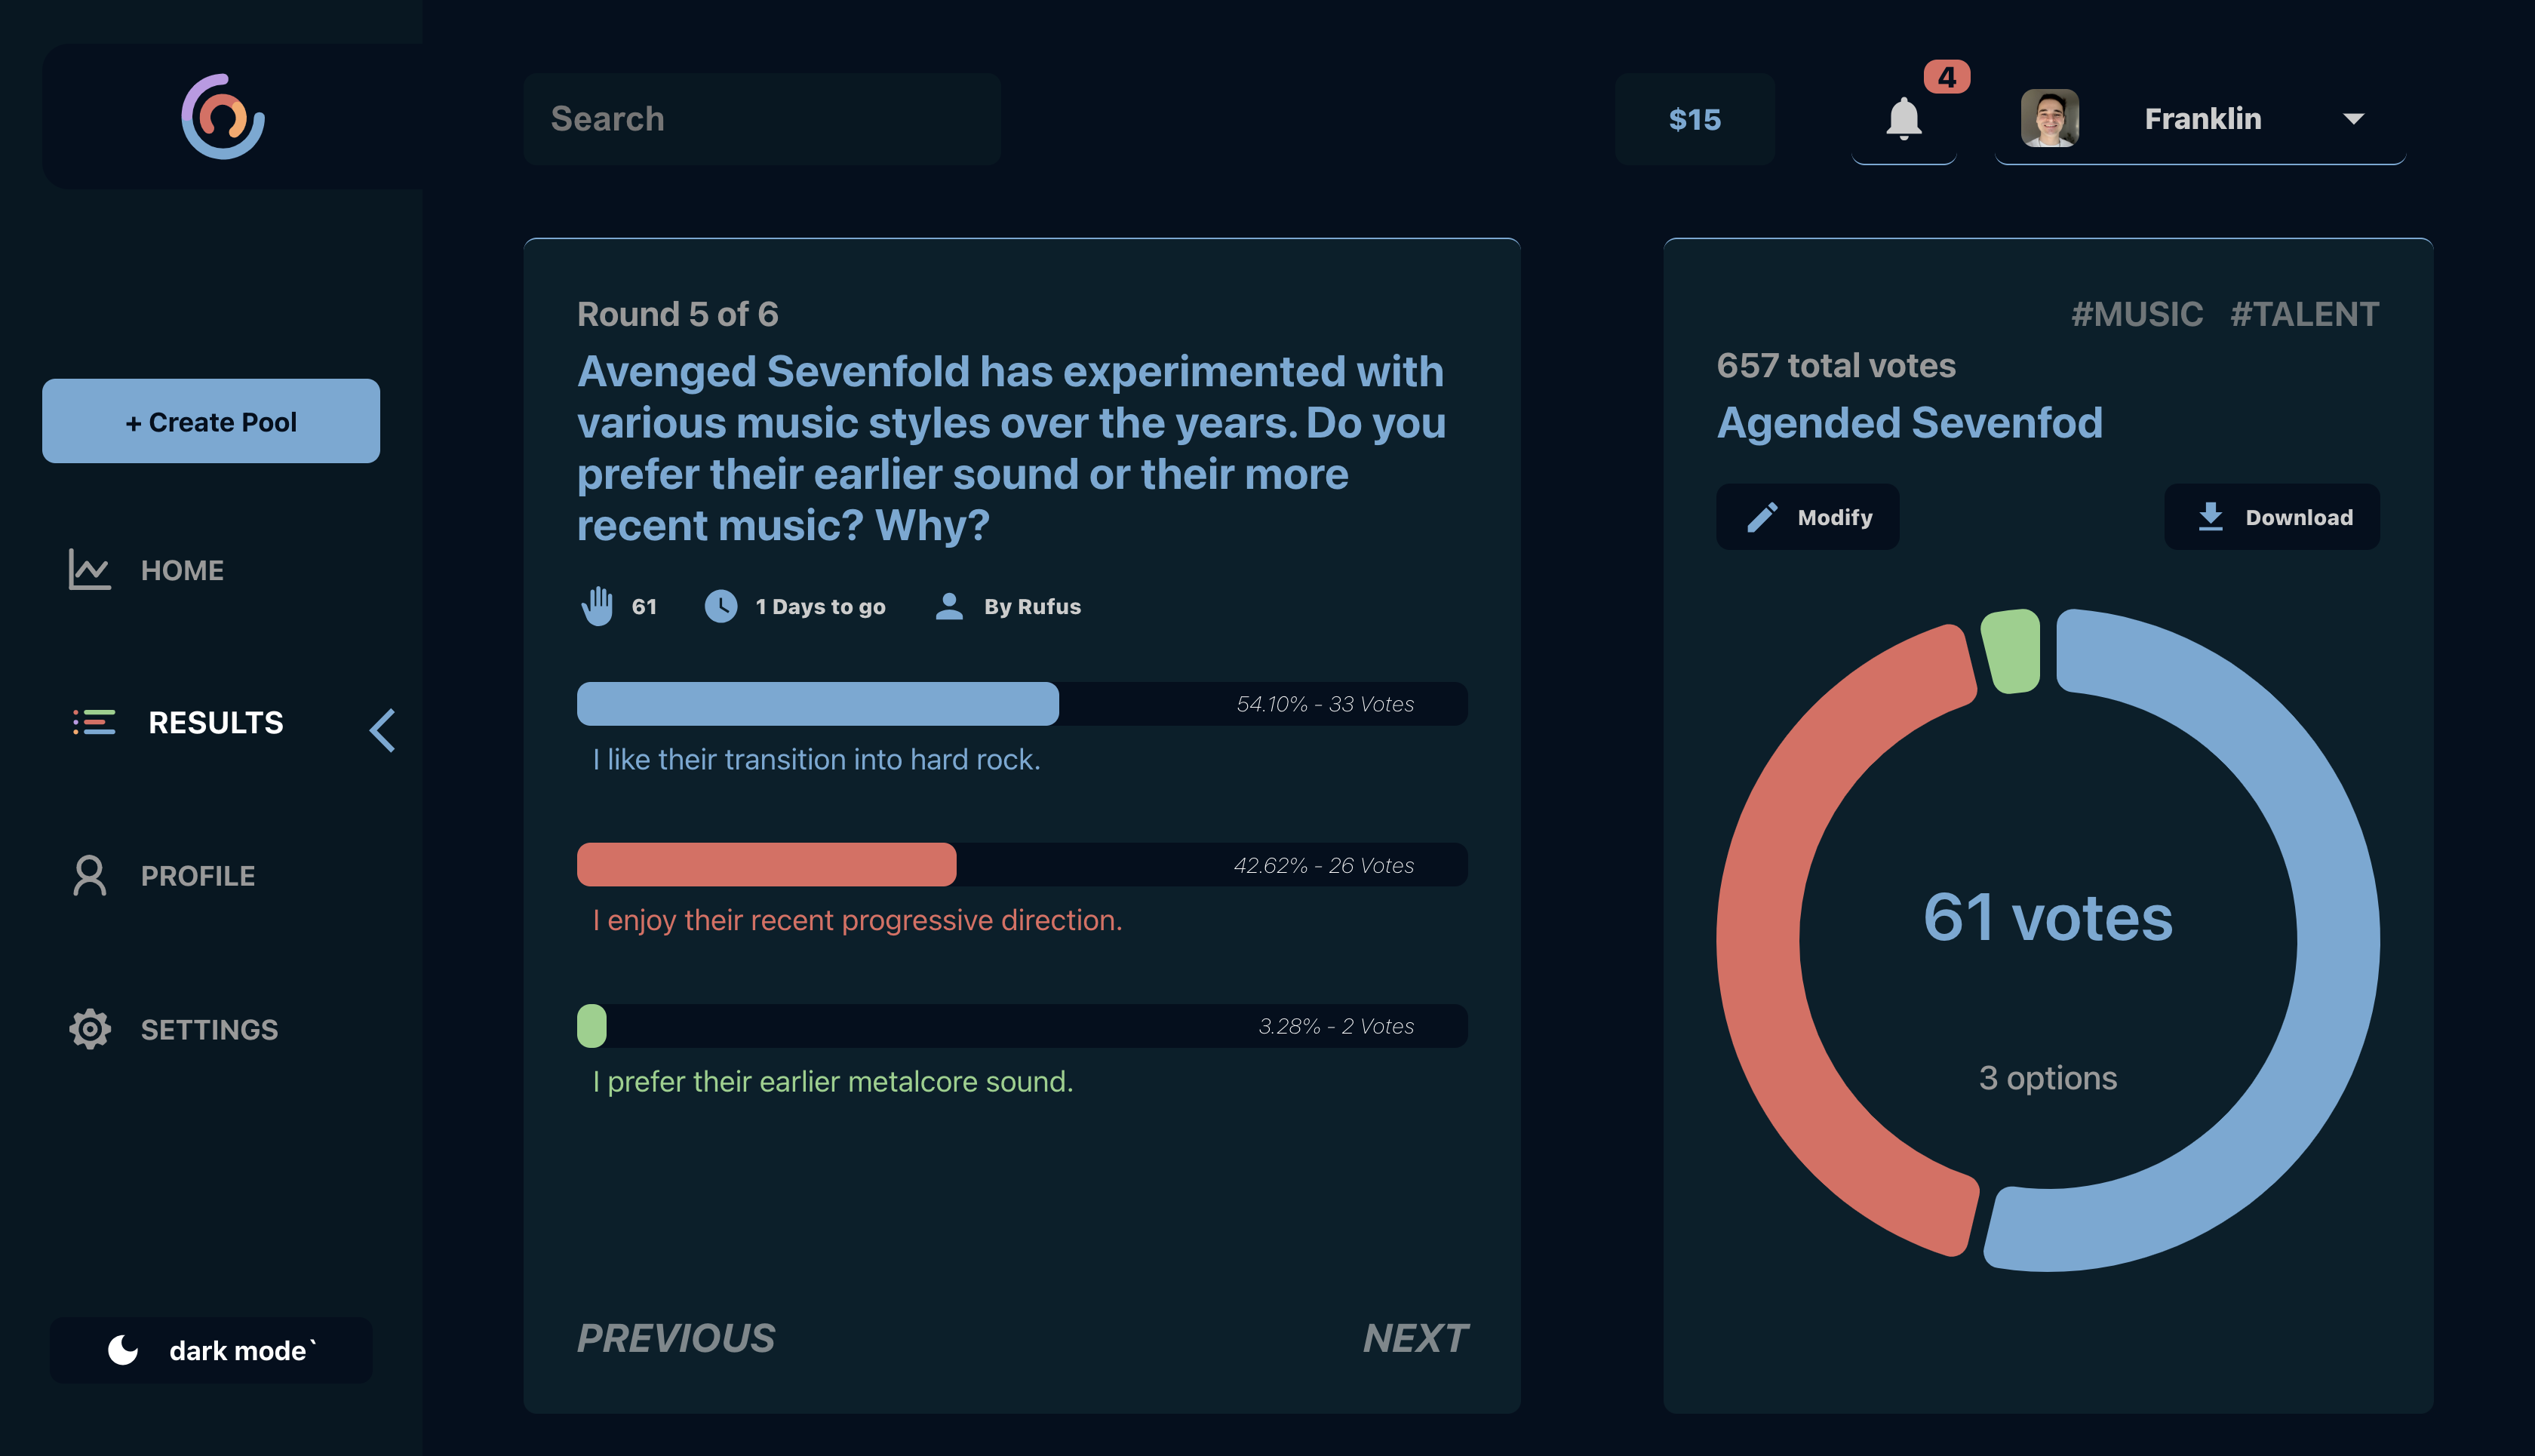 Search
$15
4
Franklin
+ Create Pool
HOME
RESULTS
PROFILE
SETTINGS
dark mode`
Round 5 of 6
Avenged Sevenfold has experimented with
various music styles over the years. Do you
prefer their earlier sound or their more
recent music? Why?
61
1 Days to go
By Rufus
54.10% - 33 Votes
I like their transition into hard rock.
42.62% - 26 Votes
I enjoy their recent progressive direction.
3.28% - 2 Votes
I prefer their earlier metalcore sound.
PREVIOUS
NEXT
#MUSIC #TALENT
657 total votes
Agended Sevenfod
Modify
Download
61 votes
3 options